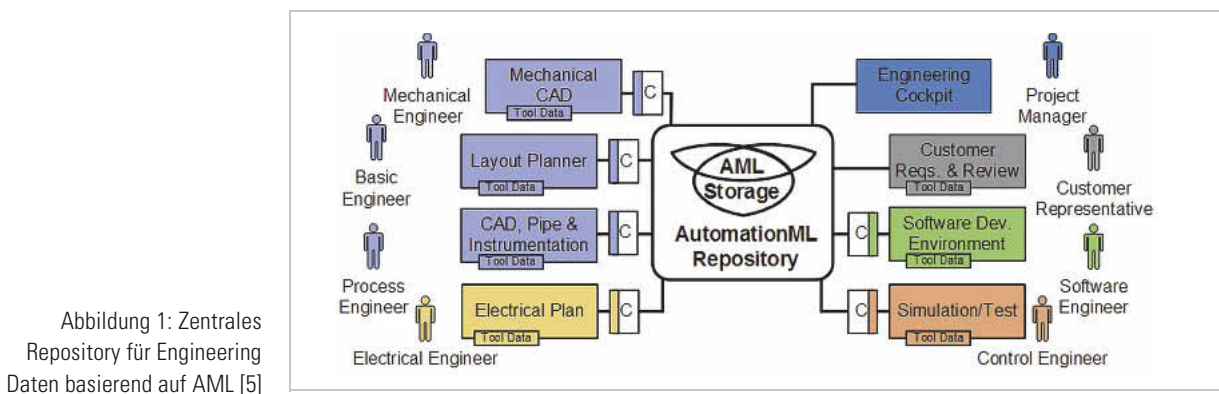 Mechanical
CAD
Tool Data
C
Mechanical
Engineer
Layout Planner
Tool Data
C
Basic
Engineer
CAD, Pipe &
Instrumentation
Tool Data
C
Process
Engineer
Electrical Plan
Tool Data
C
Electrical Engineer
AML
Storage
AutomationML
Repository
Engineering
Cockpit
Project
Manager
Customer
Reqs. & Review
Tool Data
Customer
Representative
C
Software Dev.
Environment
Tool Data
Software
Engineer
C
Simulation/Test
Tool Data
Control Engineer
Abbildung 1: Zentrales
Repository für Engineering
Daten basierend auf AML [5]